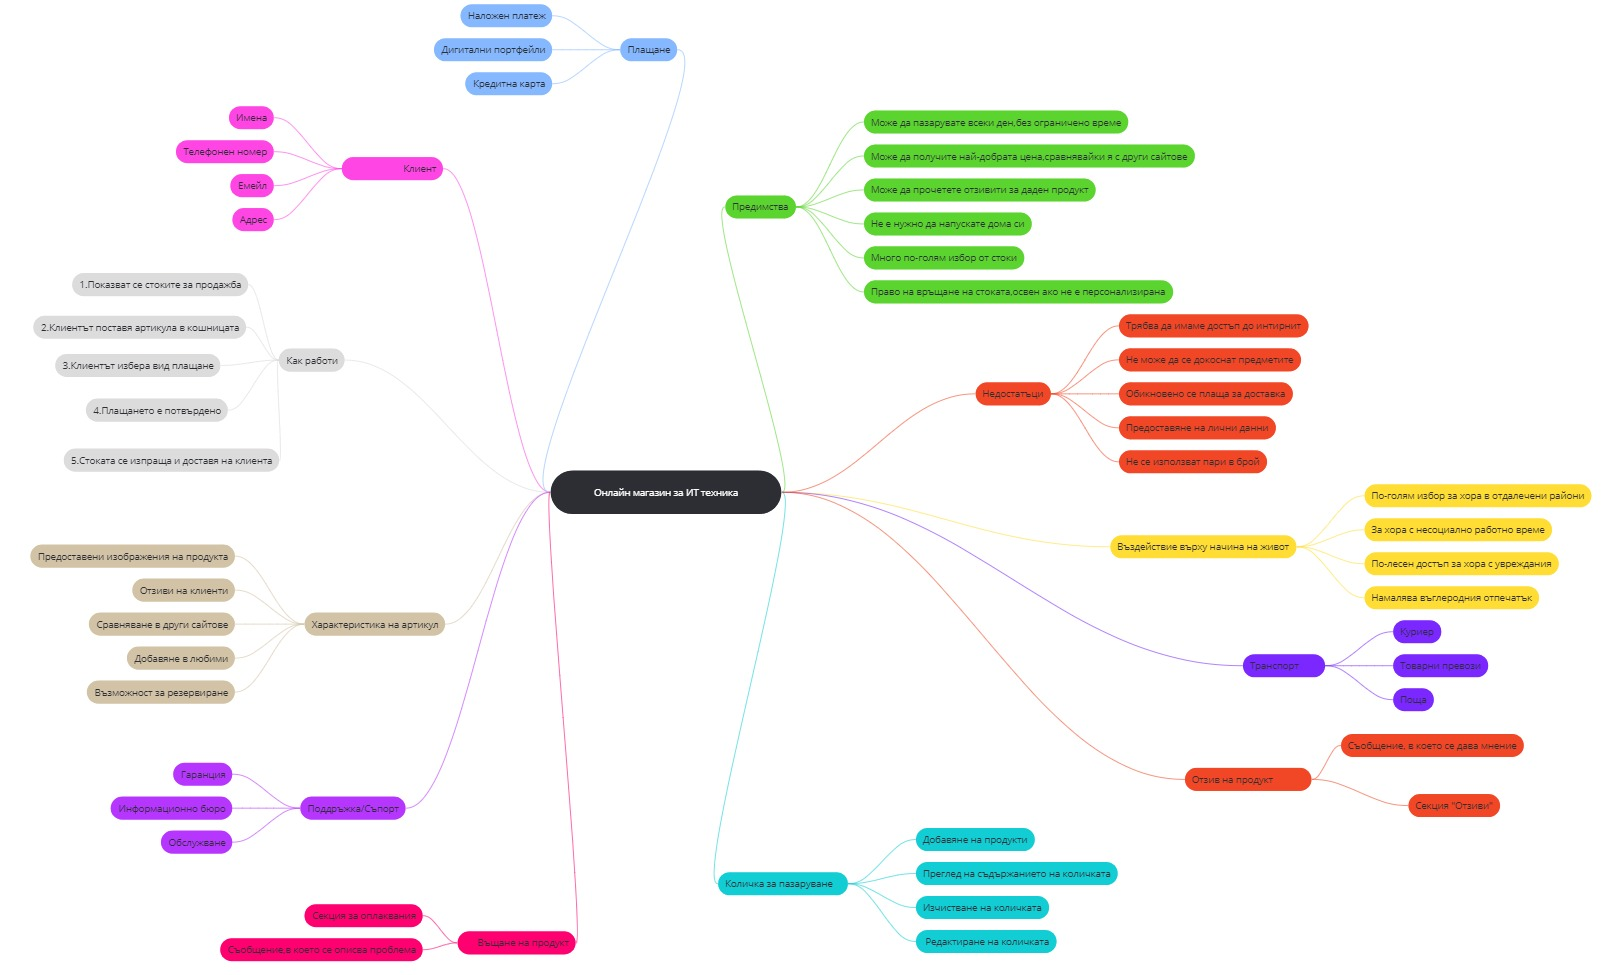 Наложен платеж
Дигитални портфейли
Кредитна карта
Плащане
Имена
Телефонен номер
Емейл
Адрес
Клиент
1.Показват се стоките за продажба
2.Клиентът поставя артикула в кошницата
3.Клиентът избера вид плащане
4.Плащането е потвърдено
5.Стоката се изпраща и доставя на клиента
Как работи
Предоставени изображения на продукта
Отзиви на клиенти
Сравняване в други сайтове
Добавяне в любими
Възможност за резервиране
Характеристика на артикул
Гаранция
Информационно бюро
Обслужване
Поддръжка/Съпорт
Секция за оплаквания
Съобщение,в което се описва проблема
Въщане на продукт
Онлайн магазин за ИТ техника
Предимства
Може да пазарувате всеки ден,без ограничено време
Може да получите най-добрата цена,сравнявайки я с други сайтове
Може да прочетете отзивити за даден продукт
Не е нужно да напускате дома си
Много по-голям избор от стоки
Право на връщане на стоката,освен ако не е персонализирана
Недостатъци
Трябва да имаме достъп до интирнит
Не може да се докоснат предметите
Обикновено се плаща за доставка
Предоставяне на лични данни
Не се използват пари в брой
Въздействие върху начина на живот
По-голям избор за хора в отдалечени райони
За хора с несоциално работно време
По-лесен достъп за хора с увреждания
Намалява въглеродния отпечатък
Транспорт
Куриер
Товарни превози
Поща
Отзив на продукт
Съобщение, в което се дава мнение
Секция "Отзиви"
Количка за пазаруване
Добавяне на продукти
Преглед на съдържанието на количката
Изчистване на количката
Редактиране на количката